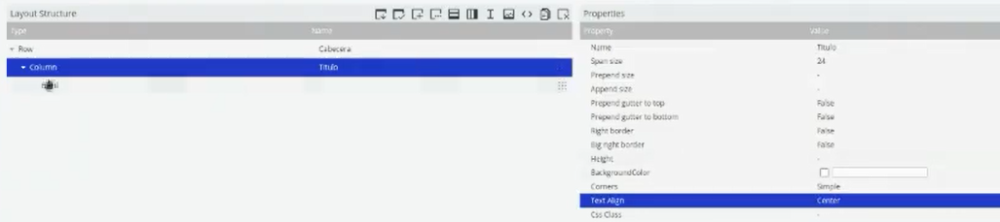 Layout Structure
Type Name
Row Cabecera
Column Titulo
Properties
Property Value
Name Titulo
Span size 24
Prepend size -
Append size -
Prepend gutter to top False
Prepend gutter to bottom False
Right border False
Big right border False
Height -
BackgroundColor
Corners Simple
Text Align Center
Css Class -